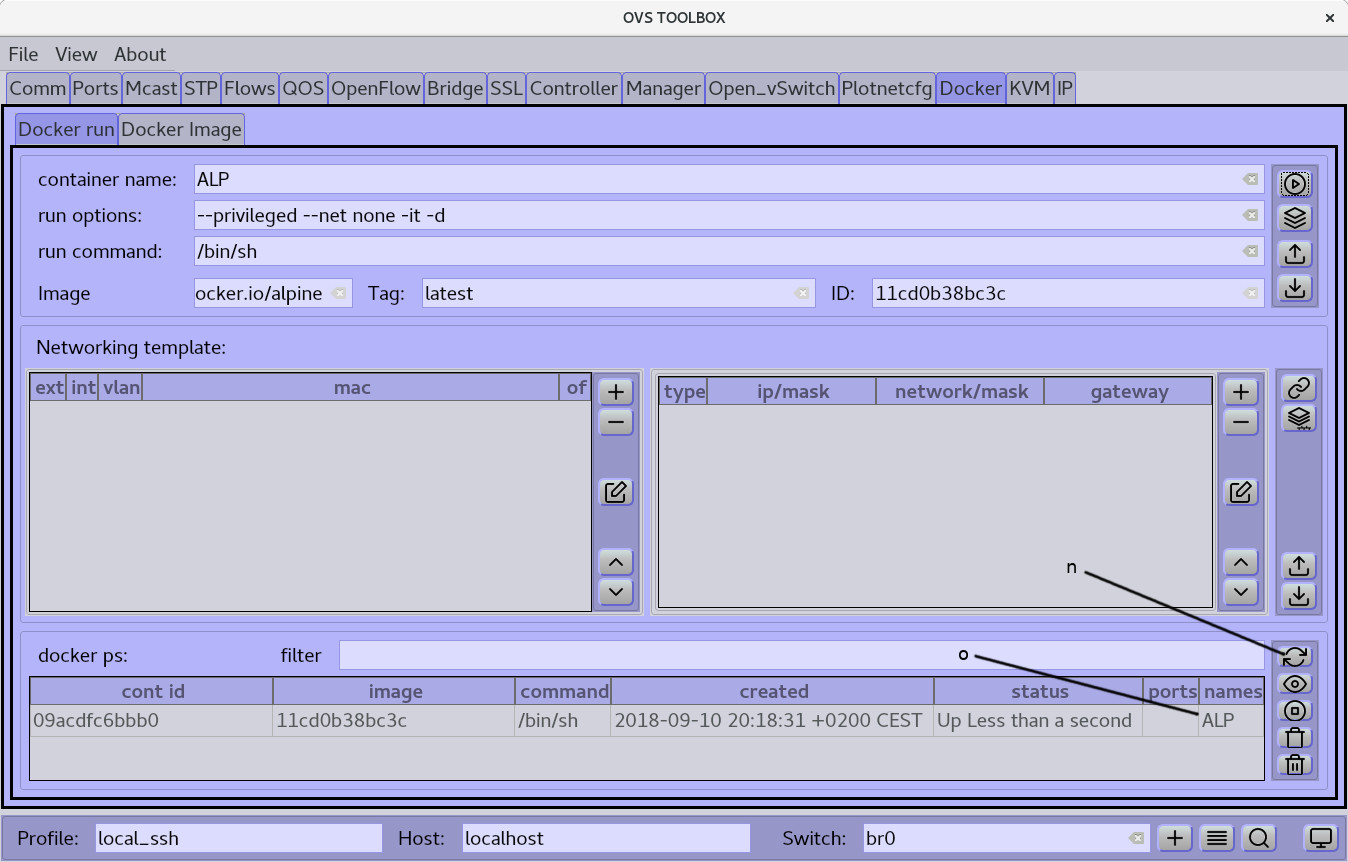 OVS TOOLBOX
File View About
Comm Ports Mcast STP Flows QOS OpenFlow Bridge SSL Controller Manager Open_vSwitch Plotnetcfg Docker KVM IP
Docker run Docker Image
container name: ALP
run options: --privileged --net none -it -d
run command: /bin/sh
Image ocker.io/alpine Tag: latest ID: 11cd0b38bc3c
Networking template:
ext int vlan mac of
type ip/mask network/mask gateway
n
docker ps: filter o
cont id image command created status ports names
09acdfc6bbb0 11cd0b38bc3c /bin/sh 2018-09-10 20:18:31 +0200 CEST Up Less than a second ALP
Profile: local_ssh Host: localhost Switch: br0